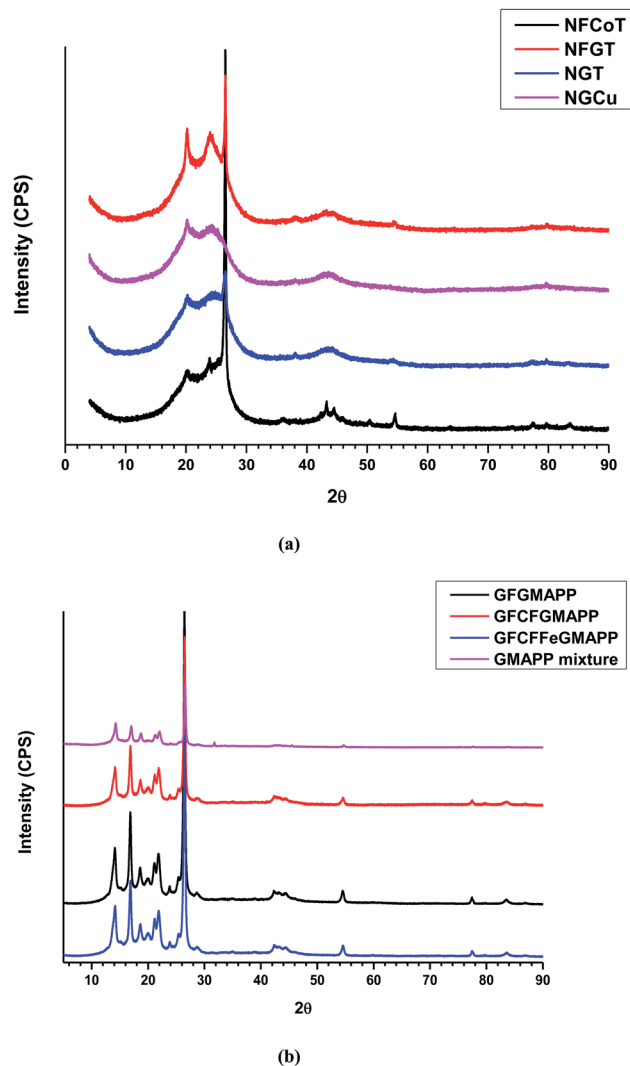 NFCoT
NFGT
NGT
NGCu
Intensity (CPS)
0 10 20 30 40 50 60 70 80 90
2θ
(a)
GFGMAPP
GFCFGMAPP
GFCFFeGMAPP
GMAPP mixture
Intensity (CPS)
10 20 30 40 50 60 70 80 90
2θ
(b)